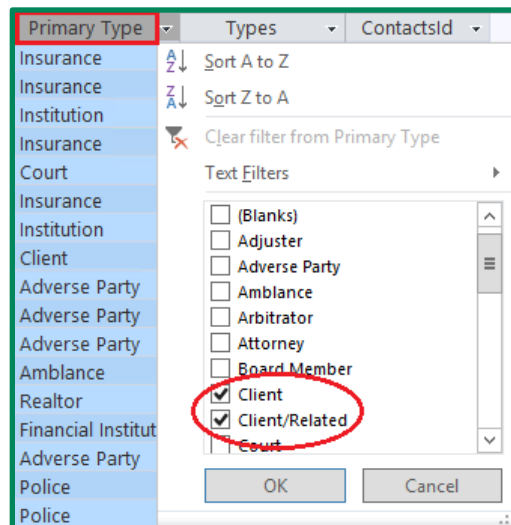 Primary Type Types ContactsId
Insurance
Insurance
Institution
Insurance
Court
Insurance
Institution
Client
Adverse Party
Adverse Party
Adverse Party
Amblance
Realtor
Financial Institut
Adverse Party
Police
Police
Sort A to Z
Sort Z to A
Clear filter from Primary Type
Text Filters
(Blanks)
Adjuster
Adverse Party
Amblance
Arbitrator
Attorney
Board Member
Client
Client/Related
Court
OK Cancel